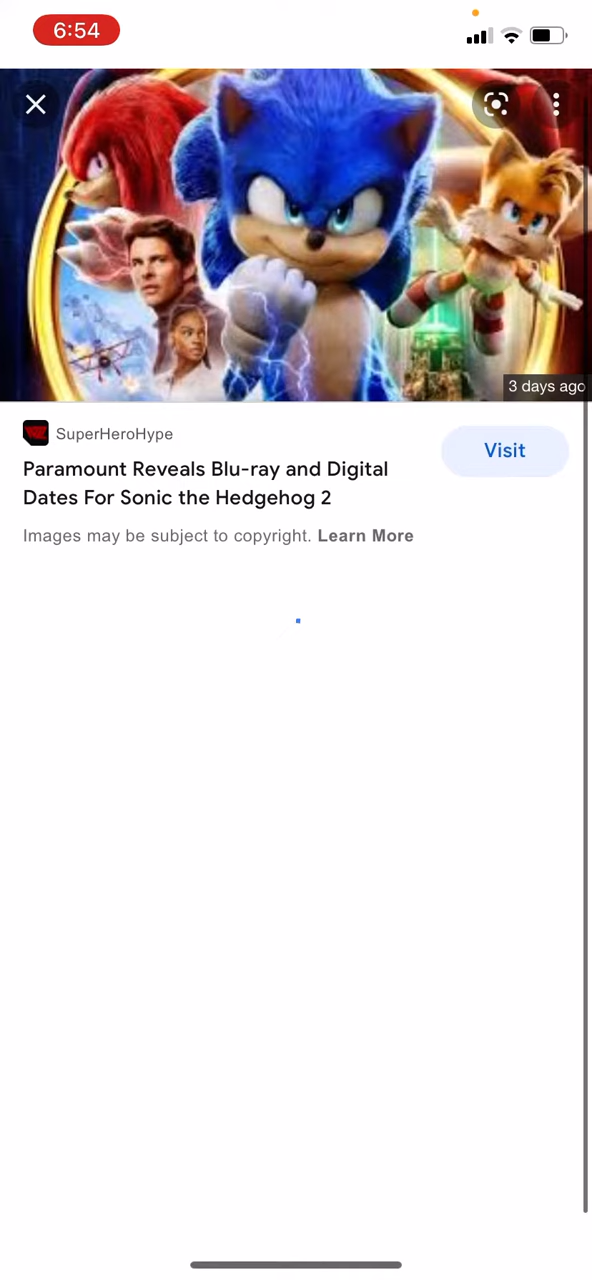 6:54
3 days ago
SuperHeroHype
Visit
Paramount Reveals Blu-ray and Digital
Dates For Sonic the Hedgehog 2
Images may be subject to copyright. Learn More